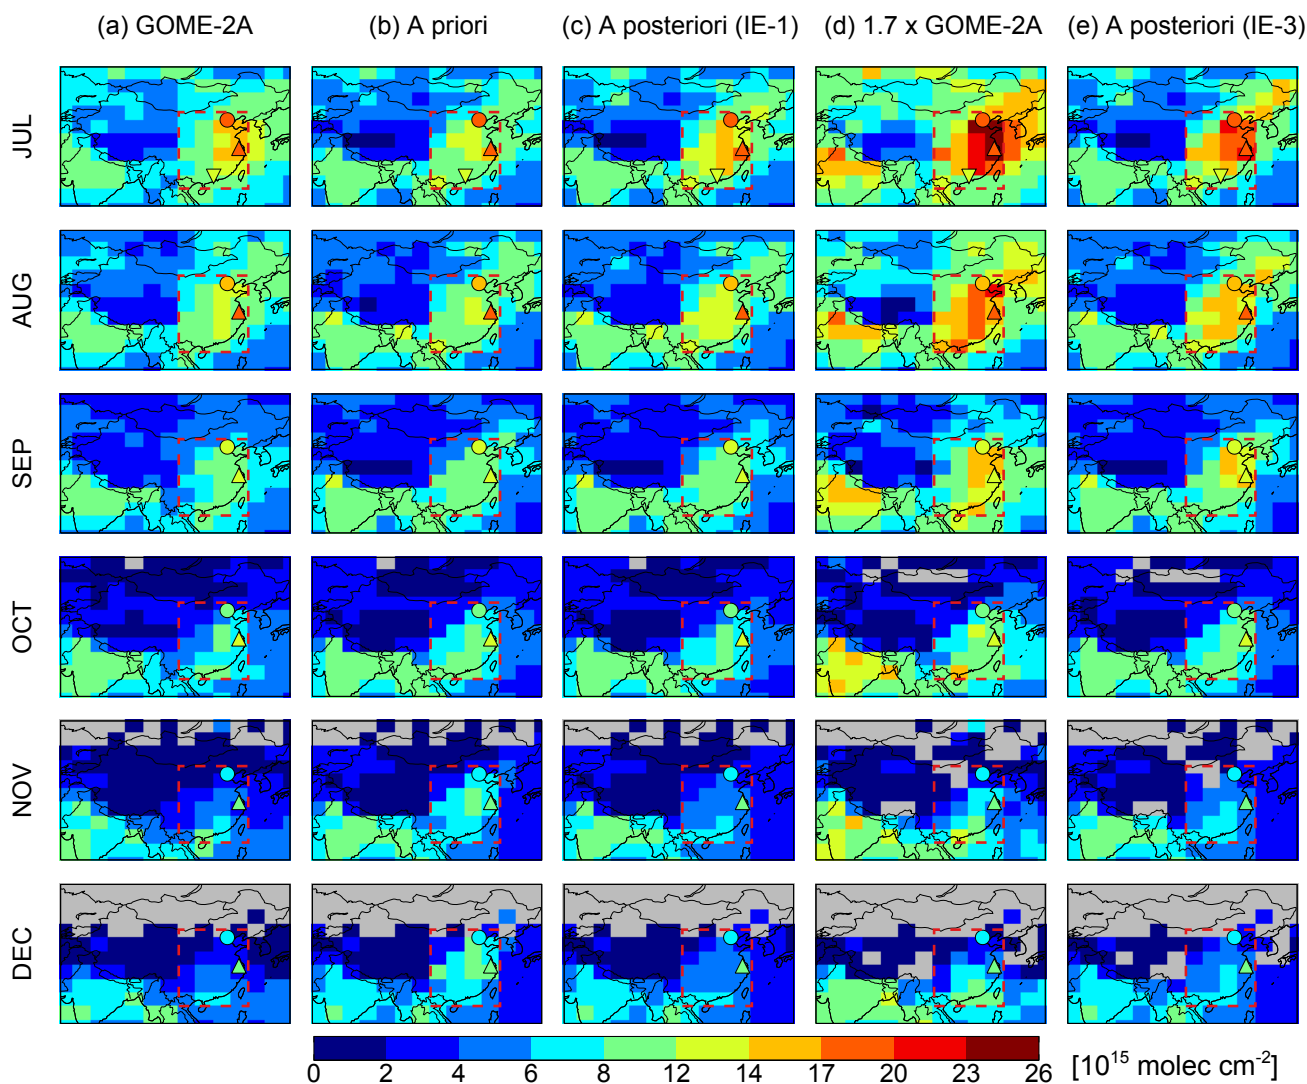 (a) GOME-2A (b) A priori (c) A posteriori (IE-1) (d) 1.7 x GOME-2A (e) A posteriori (IE-3)
JUL
AUG
SEP
OCT
NOV
DEC
0 2 4 6 8 12 14 17 20 23 26 [10¹⁵ molec cm⁻²]